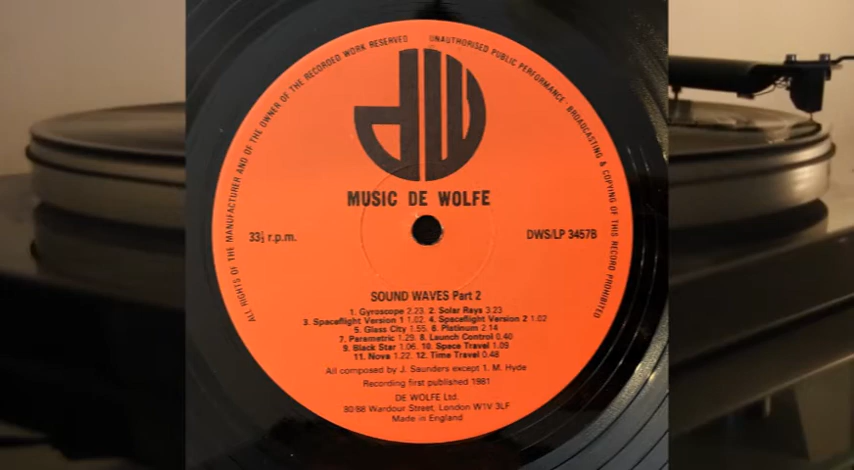 ALL RIGHTS OF THE MANUFACTURER AND OF THE OWNER OF THE RECORDED WORK RESERVED
UNAUTHORISED PUBLIC PERFORMANCE · BROADCASTING & COPYING OF THIS RECORD PROHIBITED
dW
MUSIC DE WOLFE
33⅓ r.p.m.
DWS/LP 3457B
SOUND WAVES Part 2
1. Gyroscope 2.23. 2. Solar Rays 3.23
3. Spaceflight Version 1 1.02. 4. Spaceflight Version 2 1.02
5. Glass City 1.55. 6. Platinum 2.14
7. Parametric 1.29. 8. Launch Control 0.40
9. Black Star 1.06. 10. Space Travel 1.09
11. Nova 1.22. 12. Time Travel 0.48
All composed by J. Saunders except 1. M. Hyde
Recording first published 1981
DE WOLFE Ltd.
80/88 Wardour Street, London W1V 3LF
Made in England